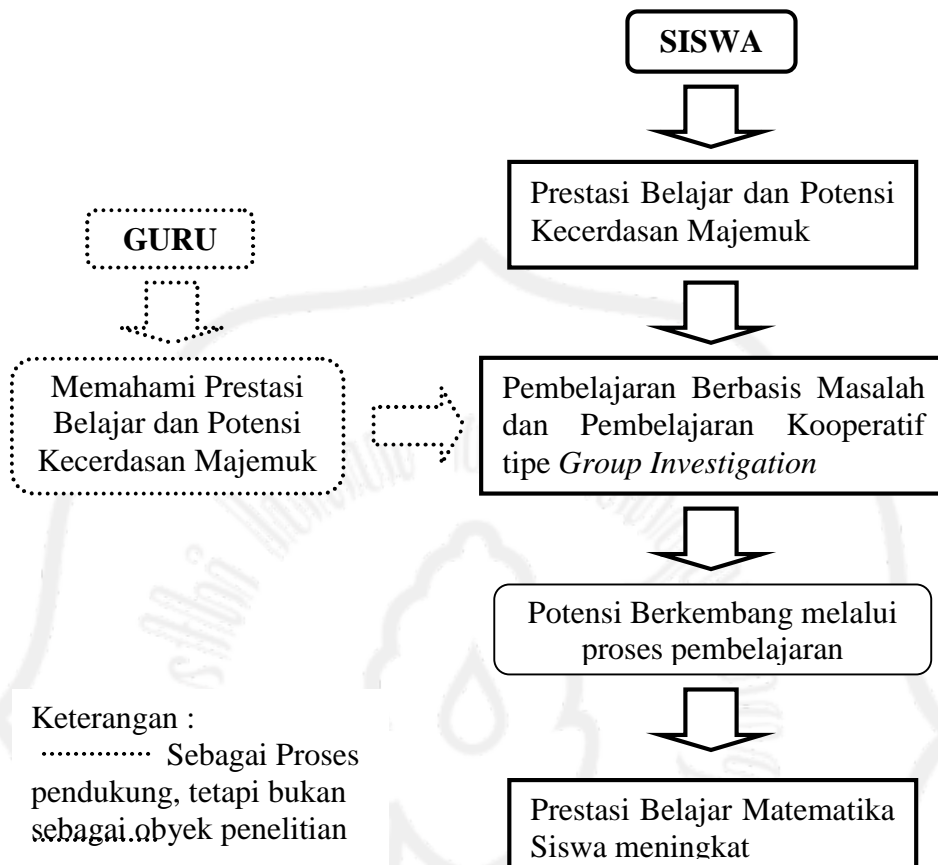 SISWA
Prestasi Belajar dan Potensi
Kecerdasan Majemuk
GURU
Memahami Prestasi
Belajar dan Potensi
Kecerdasan Majemuk
Pembelajaran Berbasis Masalah
dan Pembelajaran Kooperatif
tipe Group Investigation
Potensi Berkembang melalui
proses pembelajaran
Keterangan :
Sebagai Proses
pendukung, tetapi bukan
sebagai obyek penelitian
Prestasi Belajar Matematika
Siswa meningkat